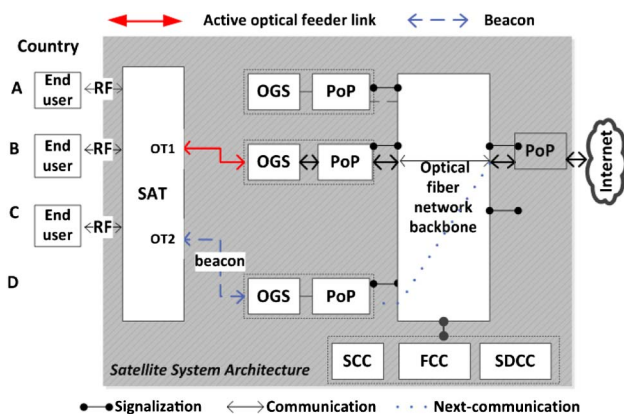 Active optical feeder link
Beacon
Country
A
End user
RF
OGS
PoP
B
End user
RF
OT1
OGS
PoP
PoP
Internet
SAT
Optical
fiber
network
backbone
C
End user
RF
OT2
beacon
D
OGS
PoP
SCC
FCC
SDCC
Satellite System Architecture
Signalization
Communication
Next-communication